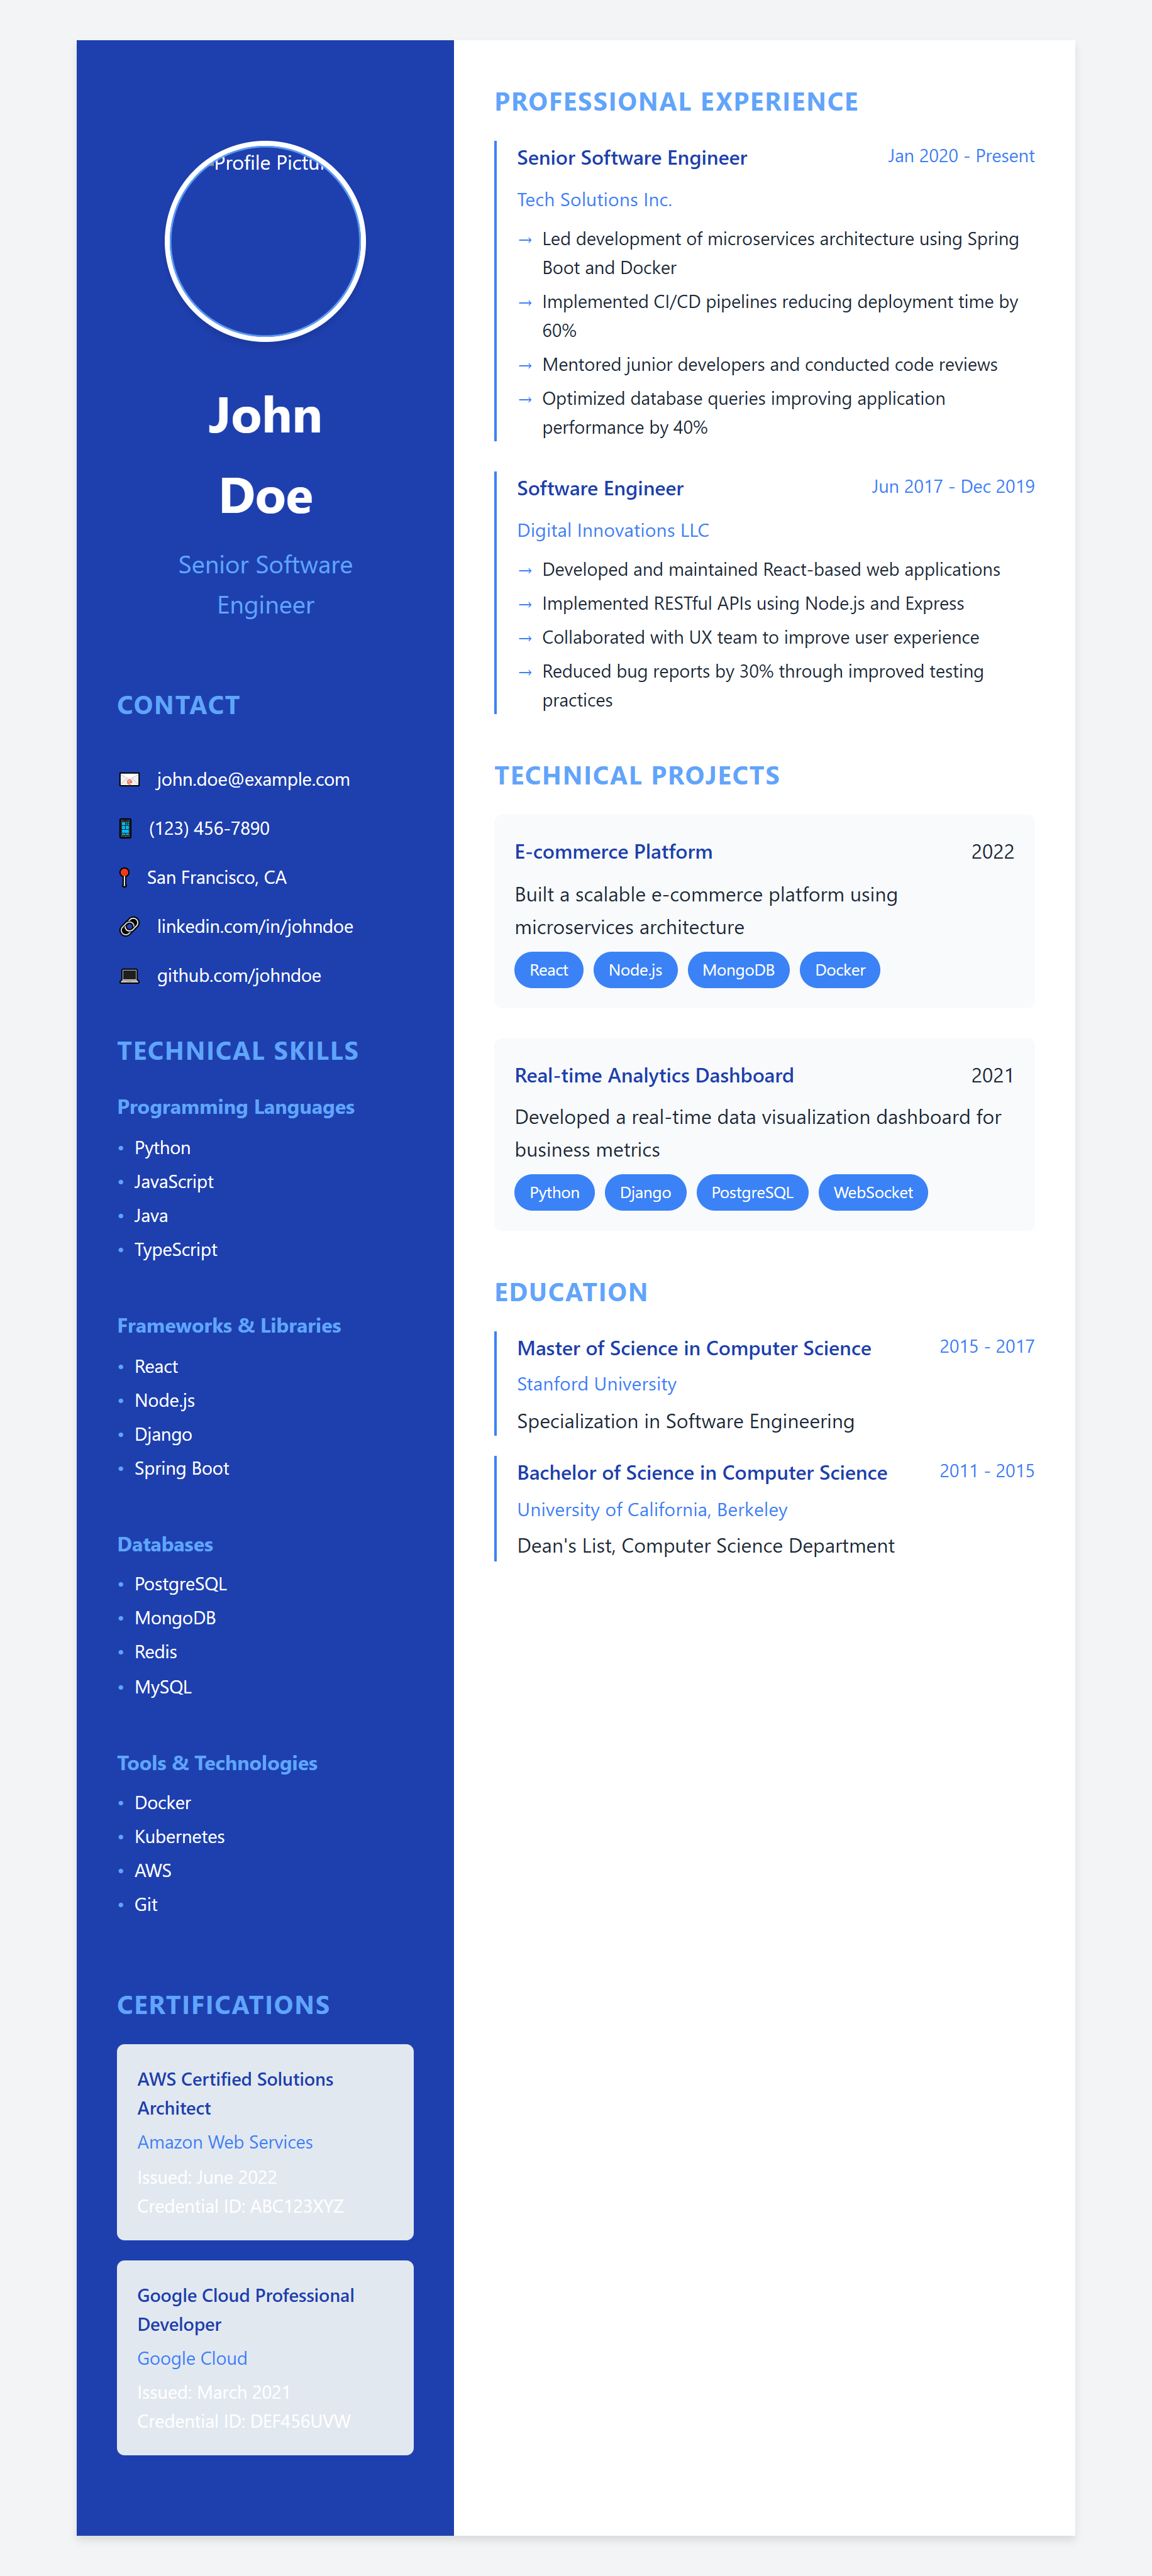 Profile Pictu
John
Doe
Senior Software
Engineer
CONTACT
john.doe@example.com
(123) 456-7890
San Francisco, CA
linkedin.com/in/johndoe
github.com/johndoe
TECHNICAL SKILLS
Programming Languages
• Python
• JavaScript
• Java
• TypeScript
Frameworks & Libraries
• React
• Node.js
• Django
• Spring Boot
Databases
• PostgreSQL
• MongoDB
• Redis
• MySQL
Tools & Technologies
• Docker
• Kubernetes
• AWS
• Git
CERTIFICATIONS
AWS Certified Solutions
Architect
Amazon Web Services
Issued: June 2022
Credential ID: ABC123XYZ
Google Cloud Professional
Developer
Google Cloud
Issued: March 2021
Credential ID: DEF456UVW
PROFESSIONAL EXPERIENCE
Senior Software Engineer Jan 2020 - Present
Tech Solutions Inc.
→ Led development of microservices architecture using Spring
Boot and Docker
→ Implemented CI/CD pipelines reducing deployment time by
60%
→ Mentored junior developers and conducted code reviews
→ Optimized database queries improving application
performance by 40%
Software Engineer Jun 2017 - Dec 2019
Digital Innovations LLC
→ Developed and maintained React-based web applications
→ Implemented RESTful APIs using Node.js and Express
→ Collaborated with UX team to improve user experience
→ Reduced bug reports by 30% through improved testing
practices
TECHNICAL PROJECTS
E-commerce Platform 2022
Built a scalable e-commerce platform using
microservices architecture
React Node.js MongoDB Docker
Real-time Analytics Dashboard 2021
Developed a real-time data visualization dashboard for
business metrics
Python Django PostgreSQL WebSocket
EDUCATION
Master of Science in Computer Science 2015 - 2017
Stanford University
Specialization in Software Engineering
Bachelor of Science in Computer Science 2011 - 2015
University of California, Berkeley
Dean's List, Computer Science Department